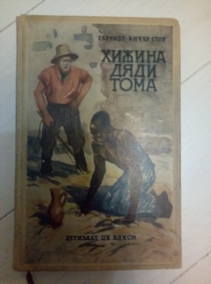 ГАРРИЕТ БИЧЕР СТОУ
ХИЖИНА
ДЯДИ
ТОМА
ДЕТИЗДАТ ЦК ВЛКСМ